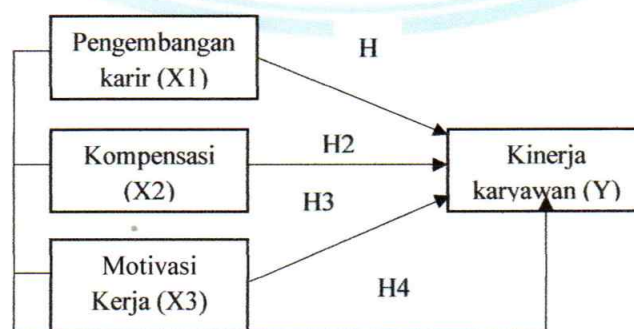 Pengembangan
karir (X1)
H
Kompensasi
(X2)
H2
Kinerja
karyawan (Y)
H3
Motivasi
Kerja (X3)
H4